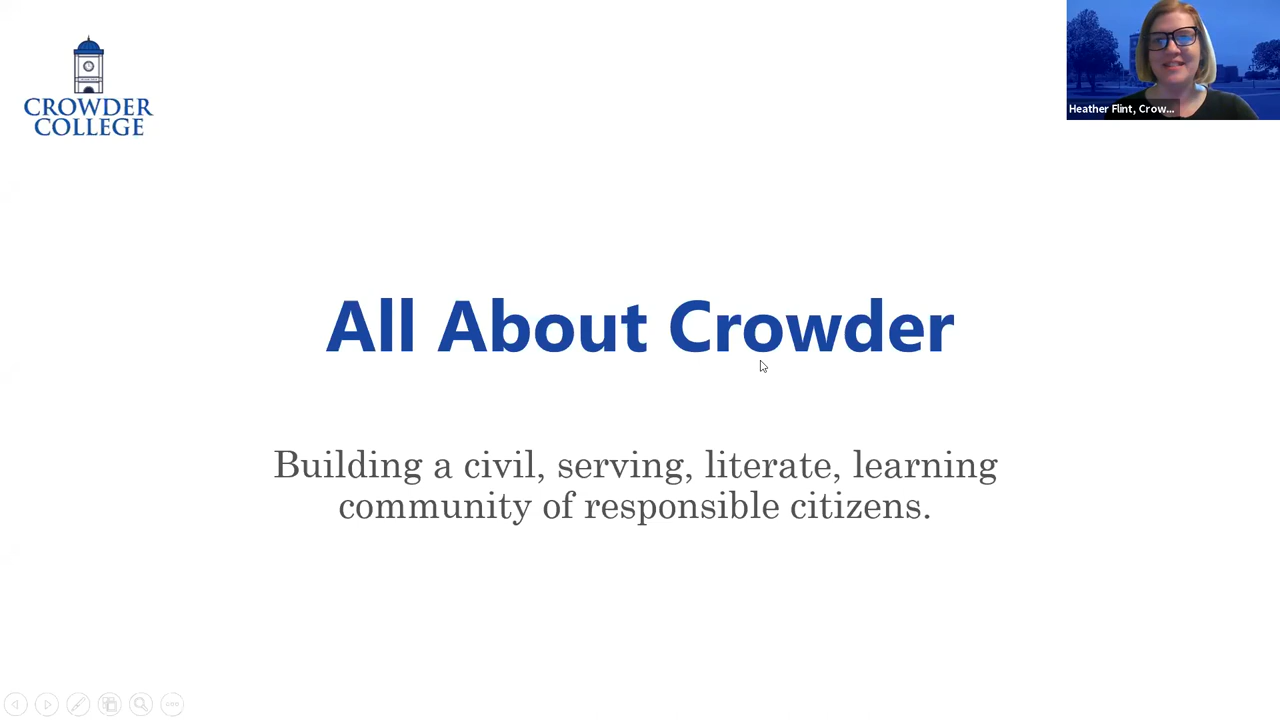 CROWDER
COLLEGE
Heather Flint, Crow...
All About Crowder
Building a civil, serving, literate, learning
community of responsible citizens.